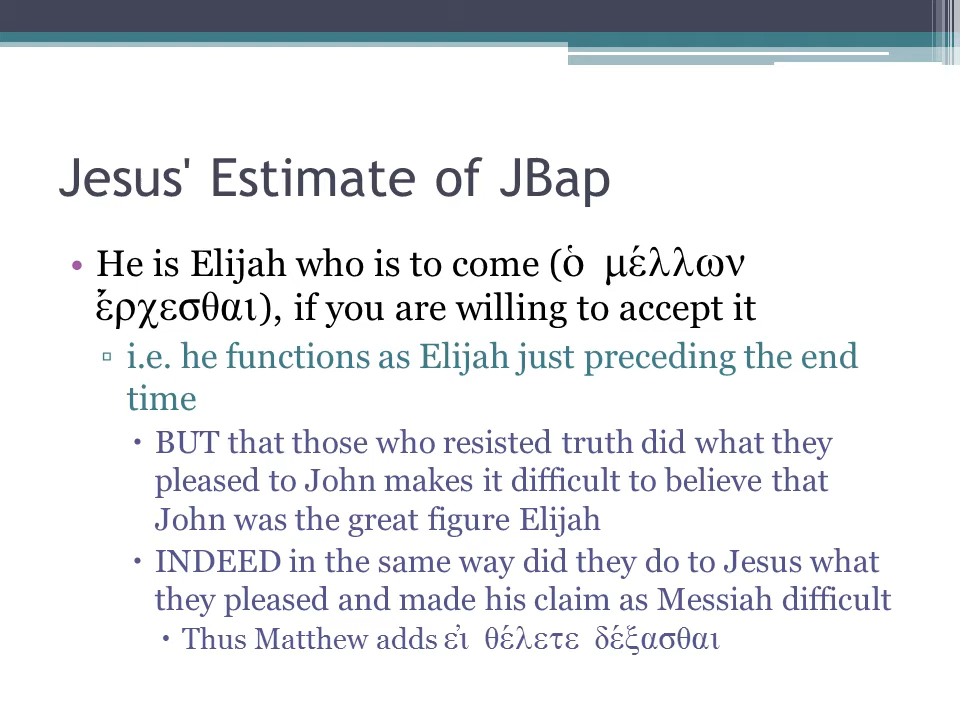 Jesus' Estimate of JBap
• He is Elijah who is to come (ὁ μέλλων
ἔρχεσθαι), if you are willing to accept it
▫ i.e. he functions as Elijah just preceding the end
time
▪ BUT that those who resisted truth did what they
pleased to John makes it difficult to believe that
John was the great figure Elijah
▪ INDEED in the same way did they do to Jesus what
they pleased and made his claim as Messiah difficult
▪ Thus Matthew adds εἰ θέλετε δέξασθαι